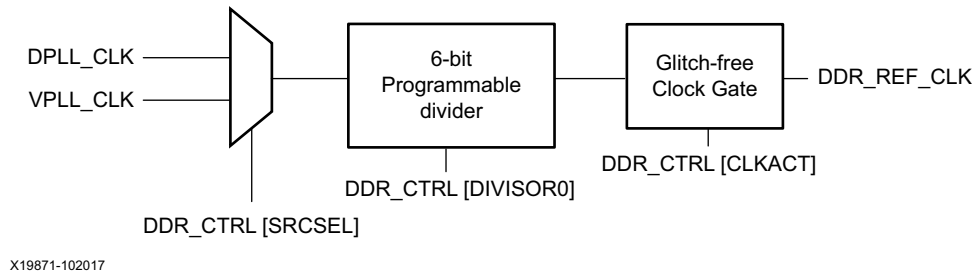 DPLL_CLK
VPLL_CLK
DDR_CTRL [SRCSEL]
6-bit
Programmable
divider
DDR_CTRL [DIVISOR0]
Glitch-free
Clock Gate
DDR_CTRL [CLKACT]
DDR_REF_CLK
X19871-102017